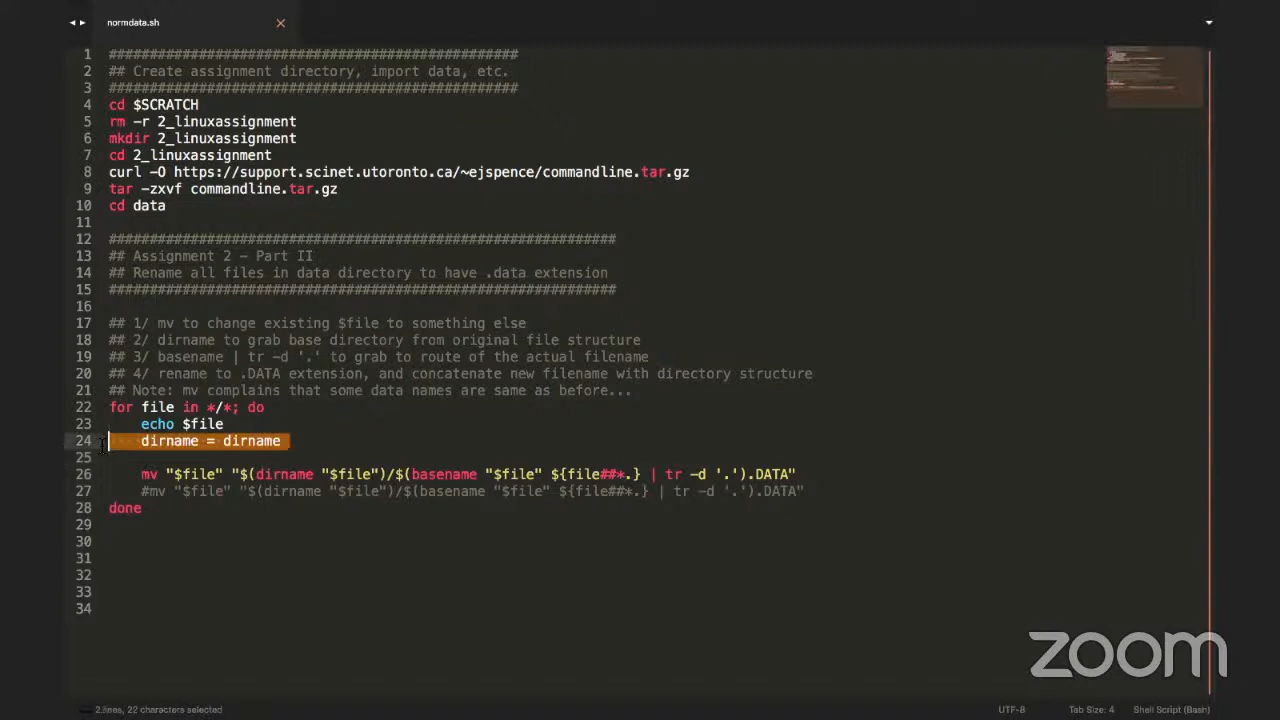 normdata.sh
1 ###################################################
2 ## Create assignment directory, import data, etc.
3 ###################################################
4 cd $SCRATCH
5 rm -r 2_linuxassignment
6 mkdir 2_linuxassignment
7 cd 2_linuxassignment
8 curl -O https://support.scinet.utoronto.ca/~ejspence/commandline.tar.gz
9 tar -zxvf commandline.tar.gz
10 cd data
11
12 ###############################################################
13 ## Assignment 2 - Part II
14 ## Rename all files in data directory to have .data extension
15 ###############################################################
16
17 ## 1/ mv to change existing $file to something else
18 ## 2/ dirname to grab base directory from original file structure
19 ## 3/ basename | tr -d '.' to grab to route of the actual filename
20 ## 4/ rename to .DATA extension, and concatenate new filename with directory structure
21 ## Note: mv complains that some data names are same as before...
22 for file in */*; do
23 echo $file
24 dirname = dirname
25
26 mv "$file" "$(dirname "$file")/$(basename "$file" ${file##*.} | tr -d '.').DATA"
27 #mv "$file" "$(dirname "$file")/$(basename "$file" ${file##*.} | tr -d '.').DATA"
28 done
29
30
31
32
33
34
zoom
2 lines, 22 characters selected UTF-8 Tab Size: 4 Shell Script (Bash)